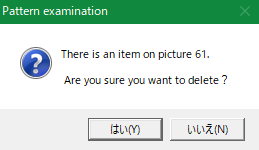 Pattern examination
There is an item on picture 61.
Are you sure you want to delete？
はい(Y)
いいえ(N)